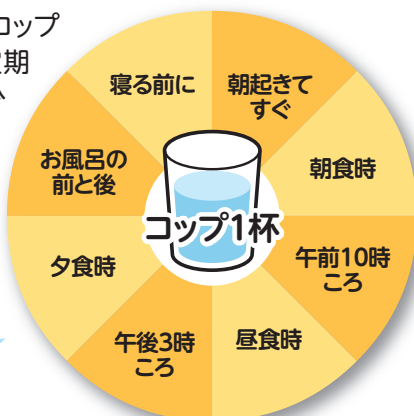 コップ
期
寝る前に
朝起きて
すぐ
お風呂の
前と後
朝食時
コップ1杯
夕食時
午前10時
ころ
午後3時
ころ
昼食時